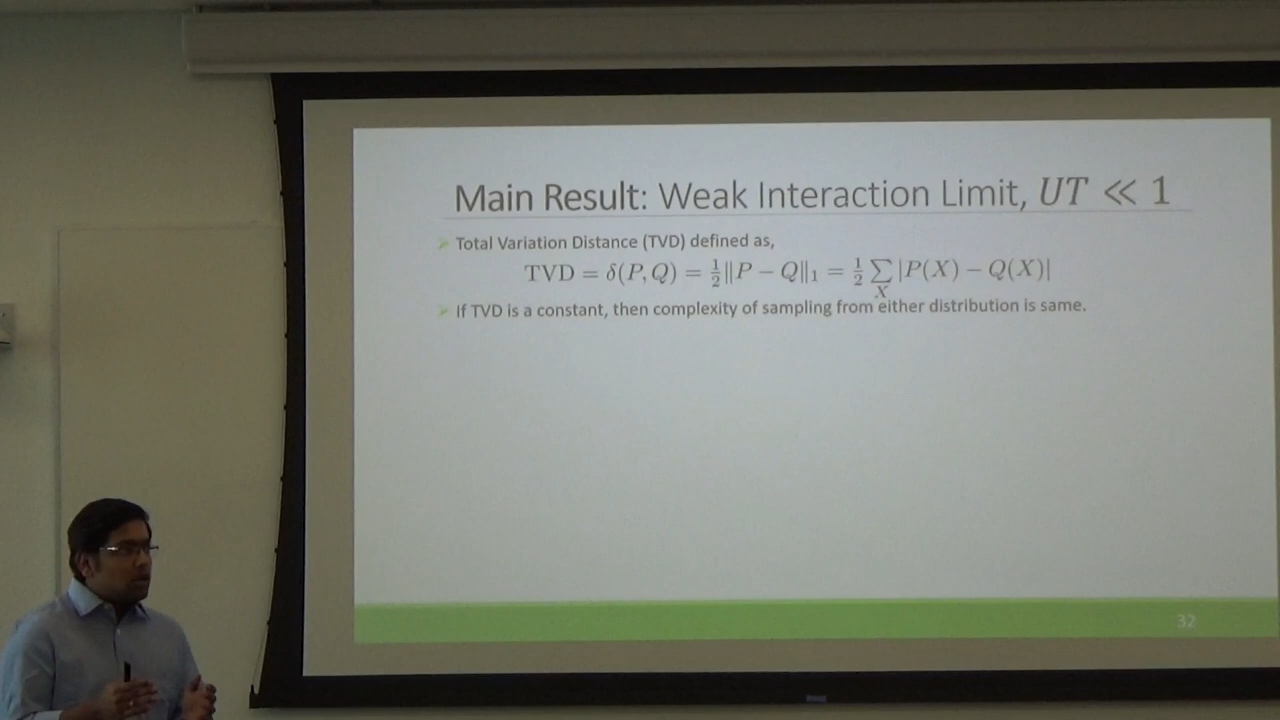 Main Result: Weak Interaction Limit, UT ≪ 1
Total Variation Distance (TVD) defined as,
TVD = δ(P, Q) = ½‖P − Q‖₁ = ½ ∑_X |P(X) − Q(X)|
If TVD is a constant, then complexity of sampling from either distribution is same.
32